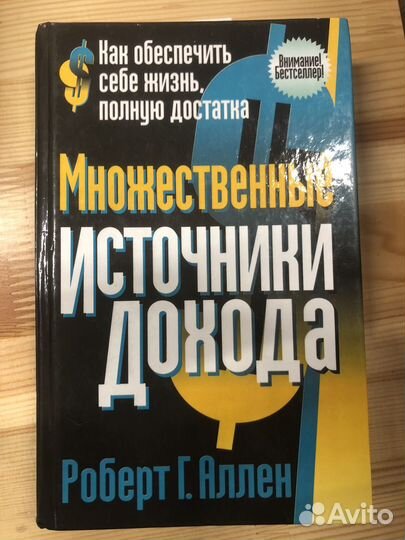 Как обеспечить
себе жизнь,
полную достатка
Внимание!
Бестселлер!
Множественные
источники
дохода
Роберт Г. Аллен
Avito